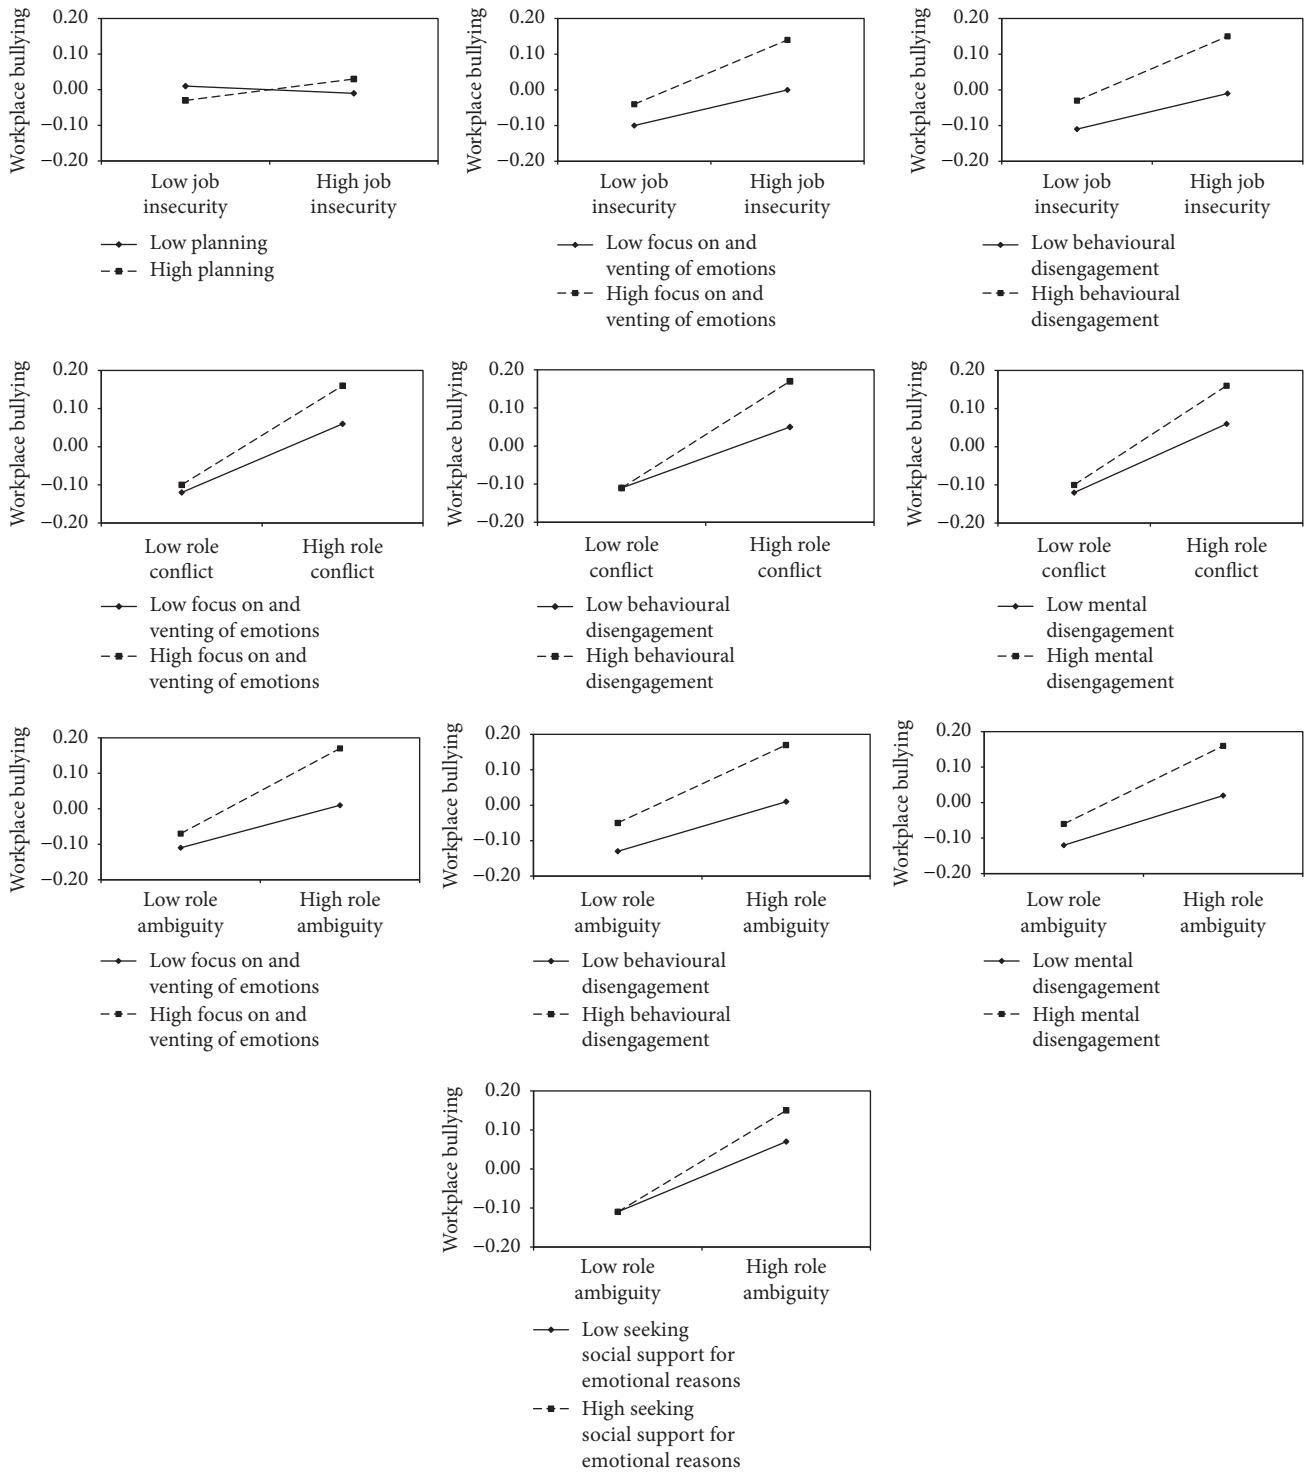 Workplace bullying
0.20
0.10
0.00
−0.10
−0.20
Low job
insecurity
High job
insecurity
Low planning
High planning
Workplace bullying
0.20
0.10
0.00
−0.10
−0.20
Low job
insecurity
High job
insecurity
Low focus on and
venting of emotions
High focus on and
venting of emotions
Workplace bullying
0.20
0.10
0.00
−0.10
−0.20
Low job
insecurity
High job
insecurity
Low behavioural
disengagement
High behavioural
disengagement
Workplace bullying
0.20
0.10
0.00
−0.10
−0.20
Low role
conflict
High role
conflict
Low focus on and
venting of emotions
High focus on and
venting of emotions
Workplace bullying
0.20
0.10
0.00
−0.10
−0.20
Low role
conflict
High role
conflict
Low behavioural
disengagement
High behavioural
disengagement
Workplace bullying
0.20
0.10
0.00
−0.10
−0.20
Low role
conflict
High role
conflict
Low mental
disengagement
High mental
disengagement
Workplace bullying
0.20
0.10
0.00
−0.10
−0.20
Low role
ambiguity
High role
ambiguity
Low focus on and
venting of emotions
High focus on and
venting of emotions
Workplace bullying
0.20
0.10
0.00
−0.10
−0.20
Low role
ambiguity
High role
ambiguity
Low behavioural
disengagement
High behavioural
disengagement
Workplace bullying
0.20
0.10
0.00
−0.10
−0.20
Low role
ambiguity
High role
ambiguity
Low mental
disengagement
High mental
disengagement
Workplace bullying
0.20
0.10
0.00
−0.10
−0.20
Low role
ambiguity
High role
ambiguity
Low seeking
social support for
emotional reasons
High seeking
social support for
emotional reasons